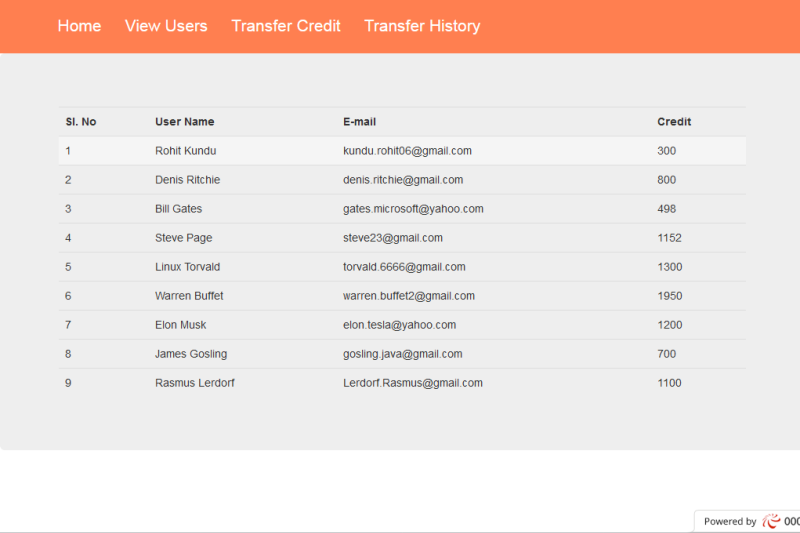 Home View Users Transfer Credit Transfer History
Sl. No User Name E-mail Credit
1 Rohit Kundu kundu.rohit06@gmail.com 300
2 Denis Ritchie denis.ritchie@gmail.com 800
3 Bill Gates gates.microsoft@yahoo.com 498
4 Steve Page steve23@gmail.com 1152
5 Linux Torvald torvald.6666@gmail.com 1300
6 Warren Buffet warren.buffet2@gmail.com 1950
7 Elon Musk elon.tesla@yahoo.com 1200
8 James Gosling gosling.java@gmail.com 700
9 Rasmus Lerdorf Lerdorf.Rasmus@gmail.com 1100
Powered by 000